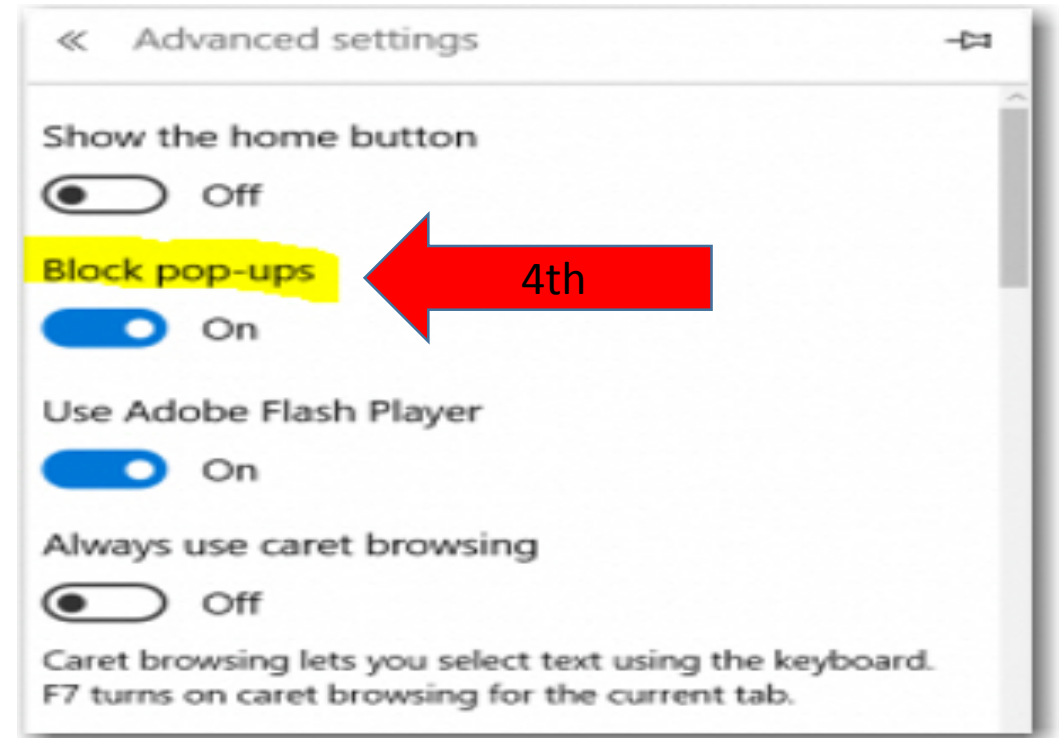 Advanced settings
Show the home button
Off
Block pop-ups
4th
On
Use Adobe Flash Player
On
Always use caret browsing
Off
Caret browsing lets you select text using the keyboard.
F7 turns on caret browsing for the current tab.